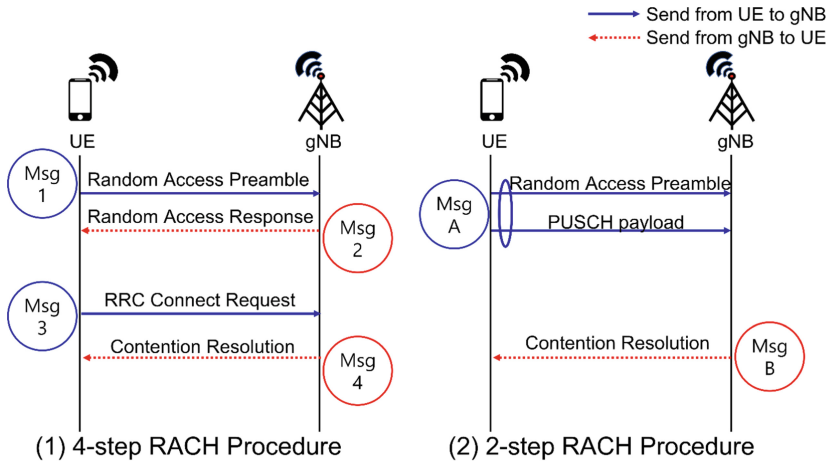 Send from UE to gNB
Send from gNB to UE
UE
gNB
Msg
1
Random Access Preamble
Random Access Response
Msg
2
Msg
3
RRC Connect Request
Contention Resolution
Msg
4
(1) 4-step RACH Procedure
UE
gNB
Msg
A
Random Access Preamble
PUSCH payload
Contention Resolution
Msg
B
(2) 2-step RACH Procedure